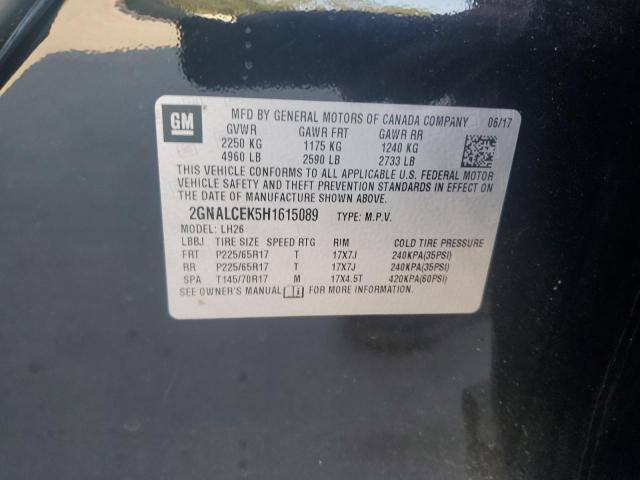 GM
MFD BY GENERAL MOTORS OF CANADA COMPANY 06/17
GVWR GAWR FRT GAWR RR
2250 KG 1175 KG 1240 KG
4960 LB 2590 LB 2733 LB
THIS VEHICLE CONFORMS TO ALL APPLICABLE U.S. FEDERAL MOTOR
VEHICLE SAFETY AND THEFT PREVENTION STANDARDS IN EFFECT ON
THE DATE OF MANUFACTURE SHOWN ABOVE.
2GNALCEK5H1615089 TYPE: M.P.V.
MODEL: LH26
LBBJ TIRE SIZE SPEED RTG RIM COLD TIRE PRESSURE
FRT P225/65R17 T 17X7J 240KPA(35PSI)
RR P225/65R17 T 17X7J 240KPA(35PSI)
SPA T145/70R17 M 17X4.5T 420KPA(60PSI)
SEE OWNER'S MANUAL FOR MORE INFORMATION.